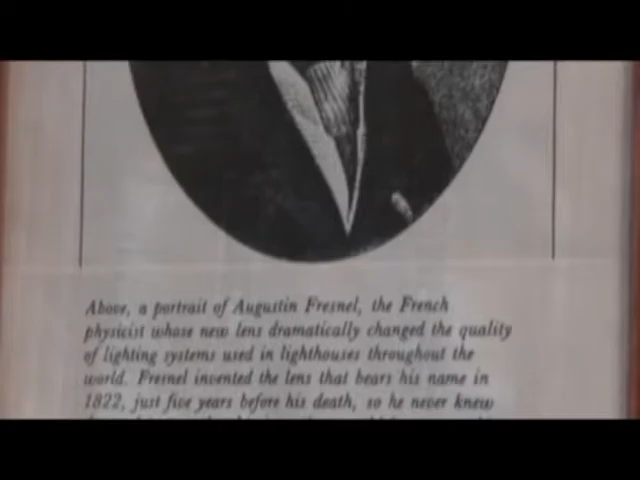 Above, a portrait of Augustin Fresnel, the French
physicist whose new lens dramatically changed the quality
of lighting systems used in lighthouses throughout the
world. Fresnel invented the lens that bears his name in
1822, just five years before his death, so he never knew